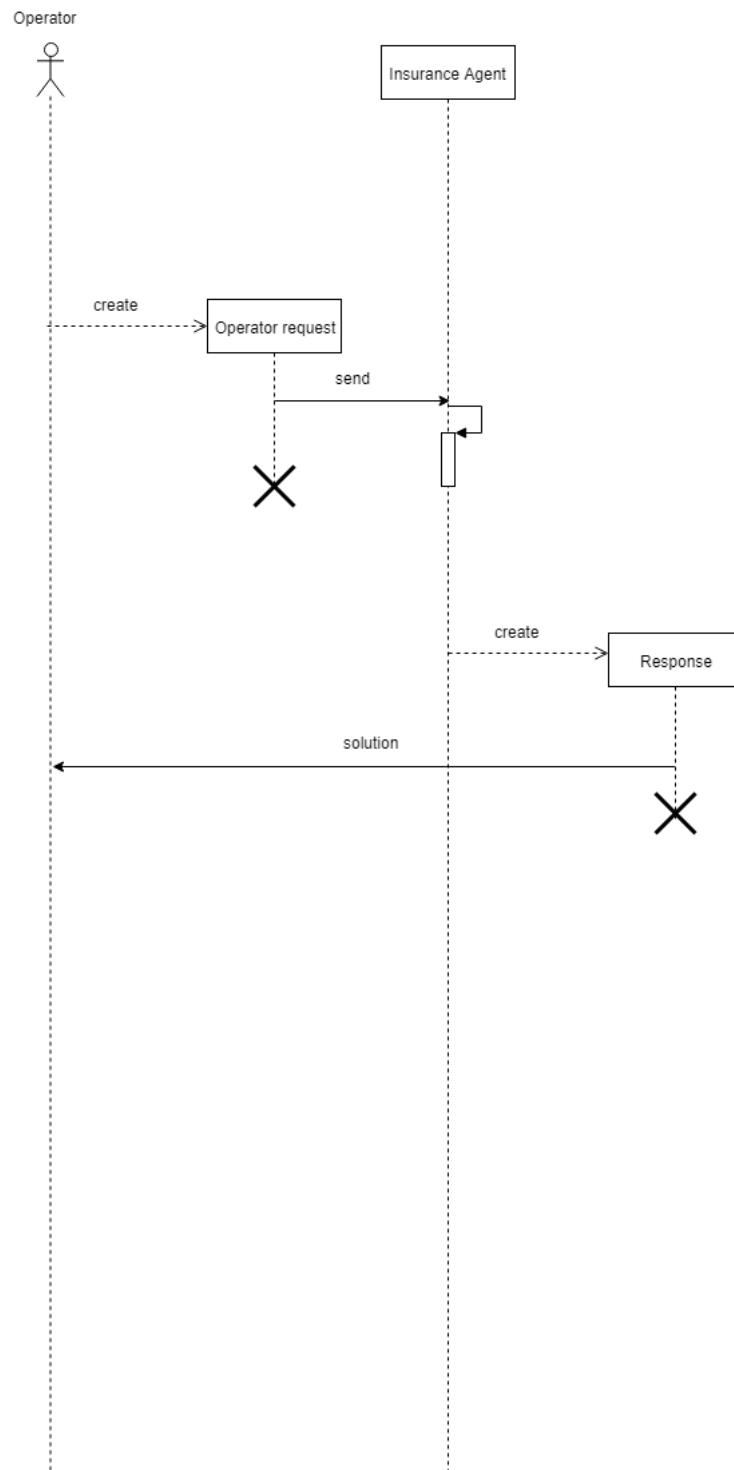 Operator
Insurance Agent
create
Operator request
send
create
Response
solution